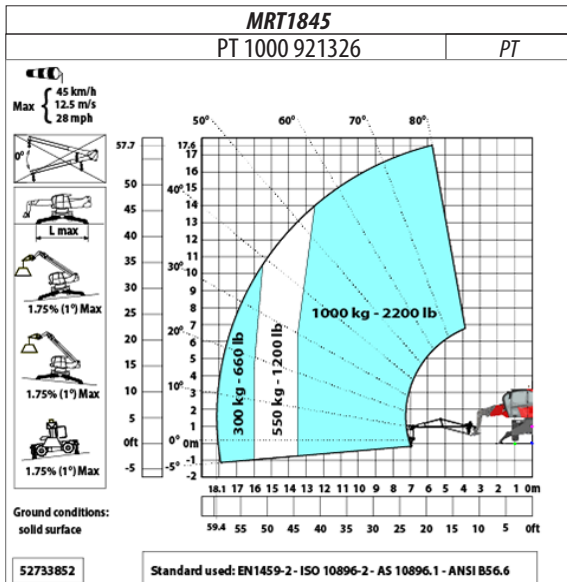 MRT1845
PT 1000 921326
PT
Max
45 km/h
12.5 m/s
28 mph
0°
L max
1.75% (1°) Max
1.75% (1°) Max
1.75% (1°) Max
Ground conditions:
solid surface
52733852
50°
60°
70°
80°
57.7
17.6
17
50
40°
16
15
45
14
13
40
12
35
11
10
30
30°
9
8
25
7
20
20°
6
5
15
4
10
10°
3
2
5
1
0ft
0°
0m
-1
-5
-5°
-2
300 kg - 660 lb
550 kg - 1200 lb
1000 kg - 2200 lb
18.1 17 16 15 14 13 12 11 10 9 8 7 6 5 4 3 2 1 0m
59.4 55 50 45 40 35 30 25 20 15 10 5 0ft
Standard used: EN1459-2 - ISO 10896-2 - AS 10896.1 - ANSI B56.6